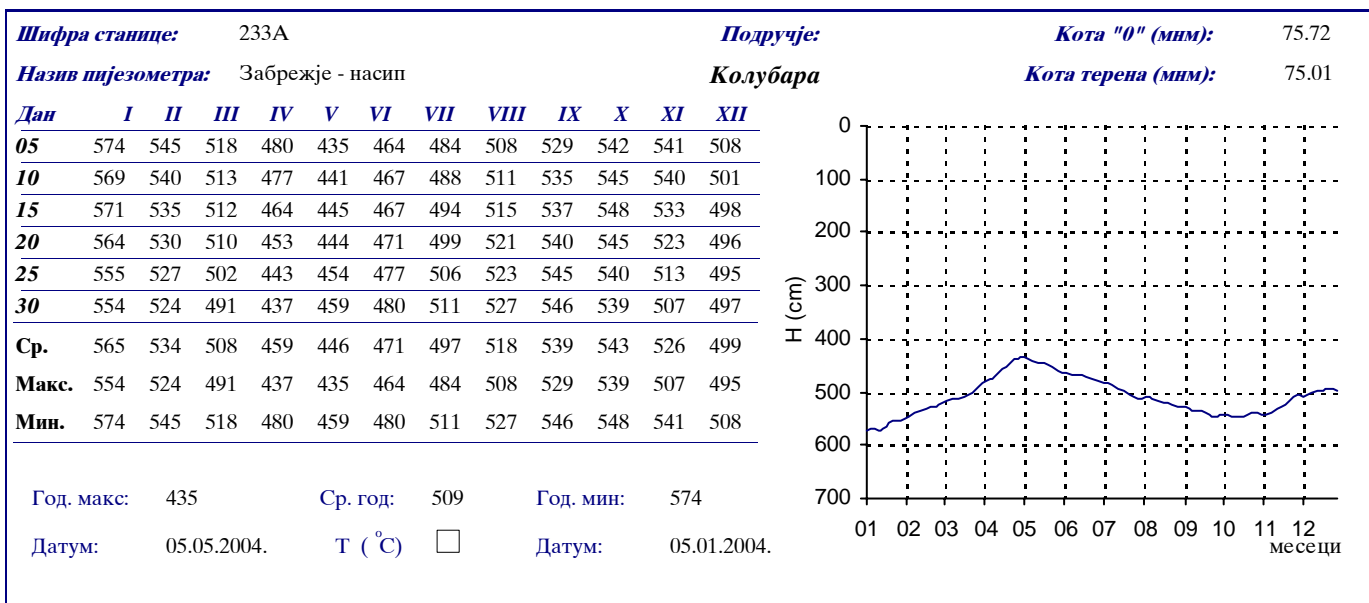 Шифра станице: 233А Подручје: Кота "0" (мнм): 75.72
Назив пијезометра: Забрежје - насип Колубара Кота терена (мнм): 75.01
Дан I II III IV V VI VII VIII IX X XI XII
05 574 545 518 480 435 464 484 508 529 542 541 508
10 569 540 513 477 441 467 488 511 535 545 540 501
15 571 535 512 464 445 467 494 515 537 548 533 498
20 564 530 510 453 444 471 499 521 540 545 523 496
25 555 527 502 443 454 477 506 523 545 540 513 495
30 554 524 491 437 459 480 511 527 546 539 507 497
Ср. 565 534 508 459 446 471 497 518 539 543 526 499
Макс. 554 524 491 437 435 464 484 508 529 539 507 495
Мин. 574 545 518 480 459 480 511 527 546 548 541 508
Год. макс: 435 Ср. год: 509 Год. мин: 574
Датум: 05.05.2004. Т ( °C) Датум: 05.01.2004.
H (cm)
0
100
200
300
400
500
600
700
01 02 03 04 05 06 07 08 09 10 11 12
месеци